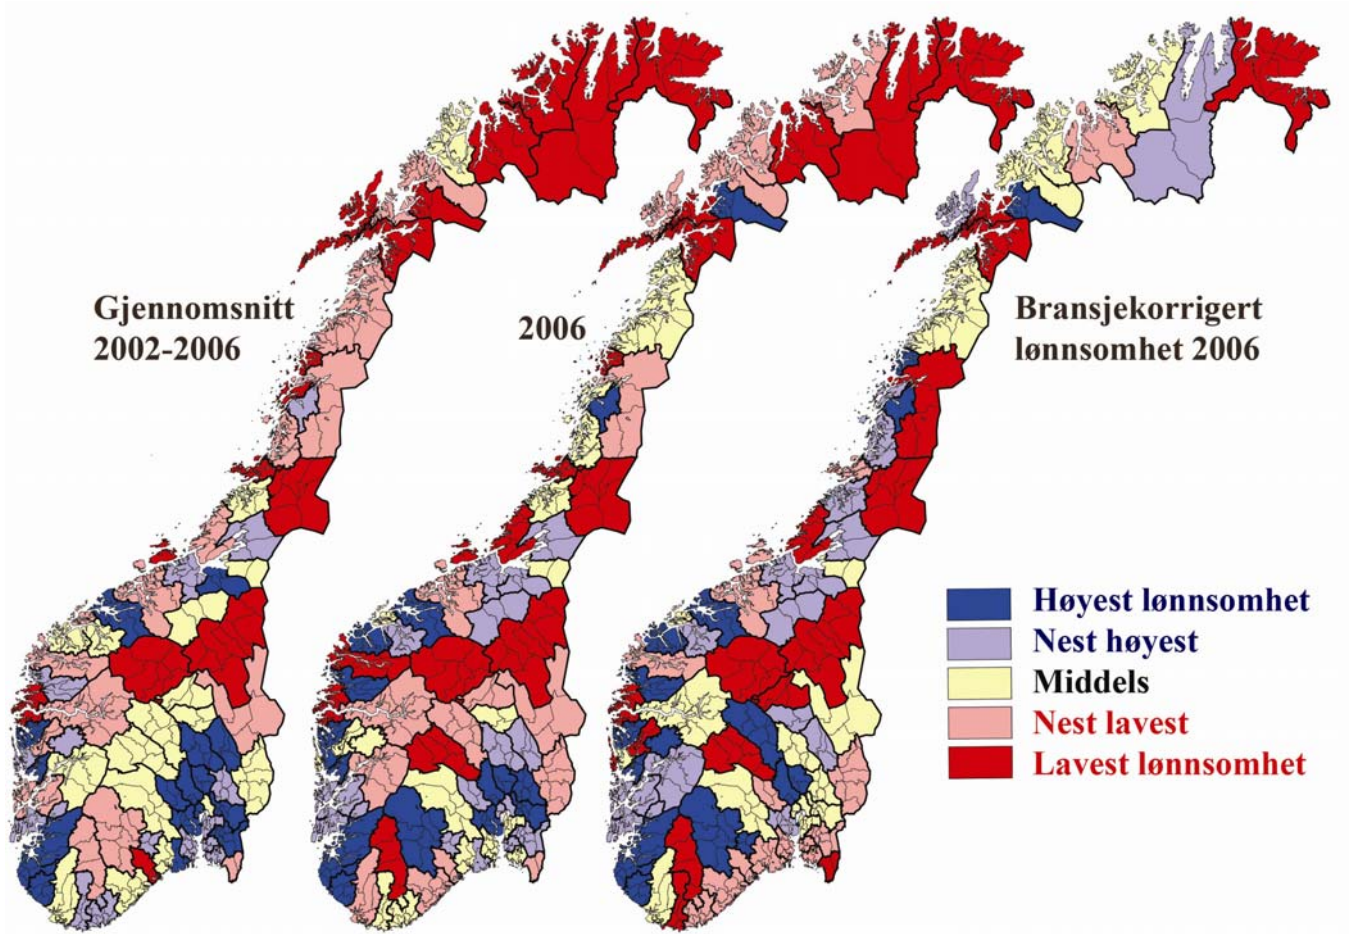 Gjennomsnitt
2002-2006
2006
Bransjekorrigert
lønnsomhet 2006
Høyest lønnsomhet
Nest høyest
Middels
Nest lavest
Lavest lønnsomhet